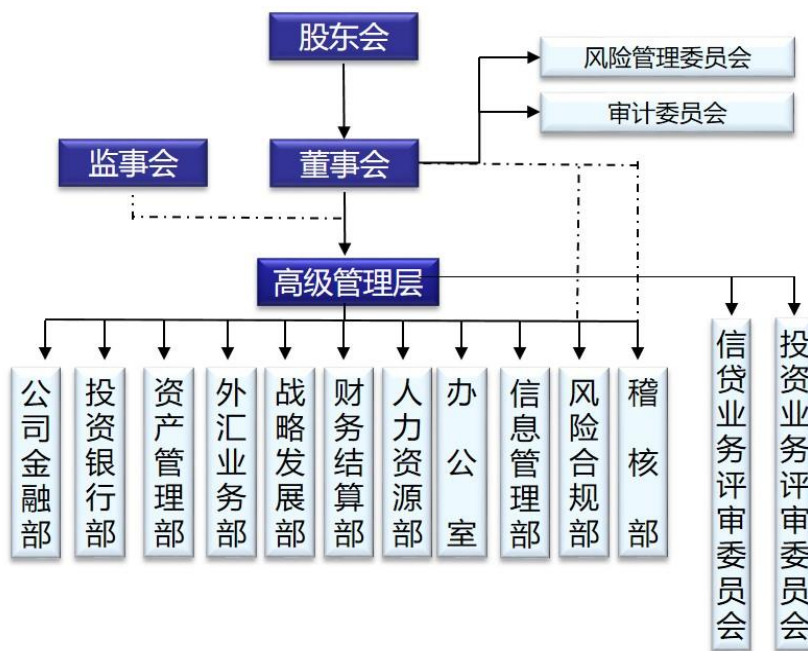 股东会
风险管理委员会
审计委员会
监事会
董事会
高级管理层
公司金融部
投资银行部
资产管理部
外汇业务部
战略发展部
财务结算部
人力资源部
办公室
信息管理部
风险合规部
稽核部
信贷业务评审委员会
投资业务评审委员会